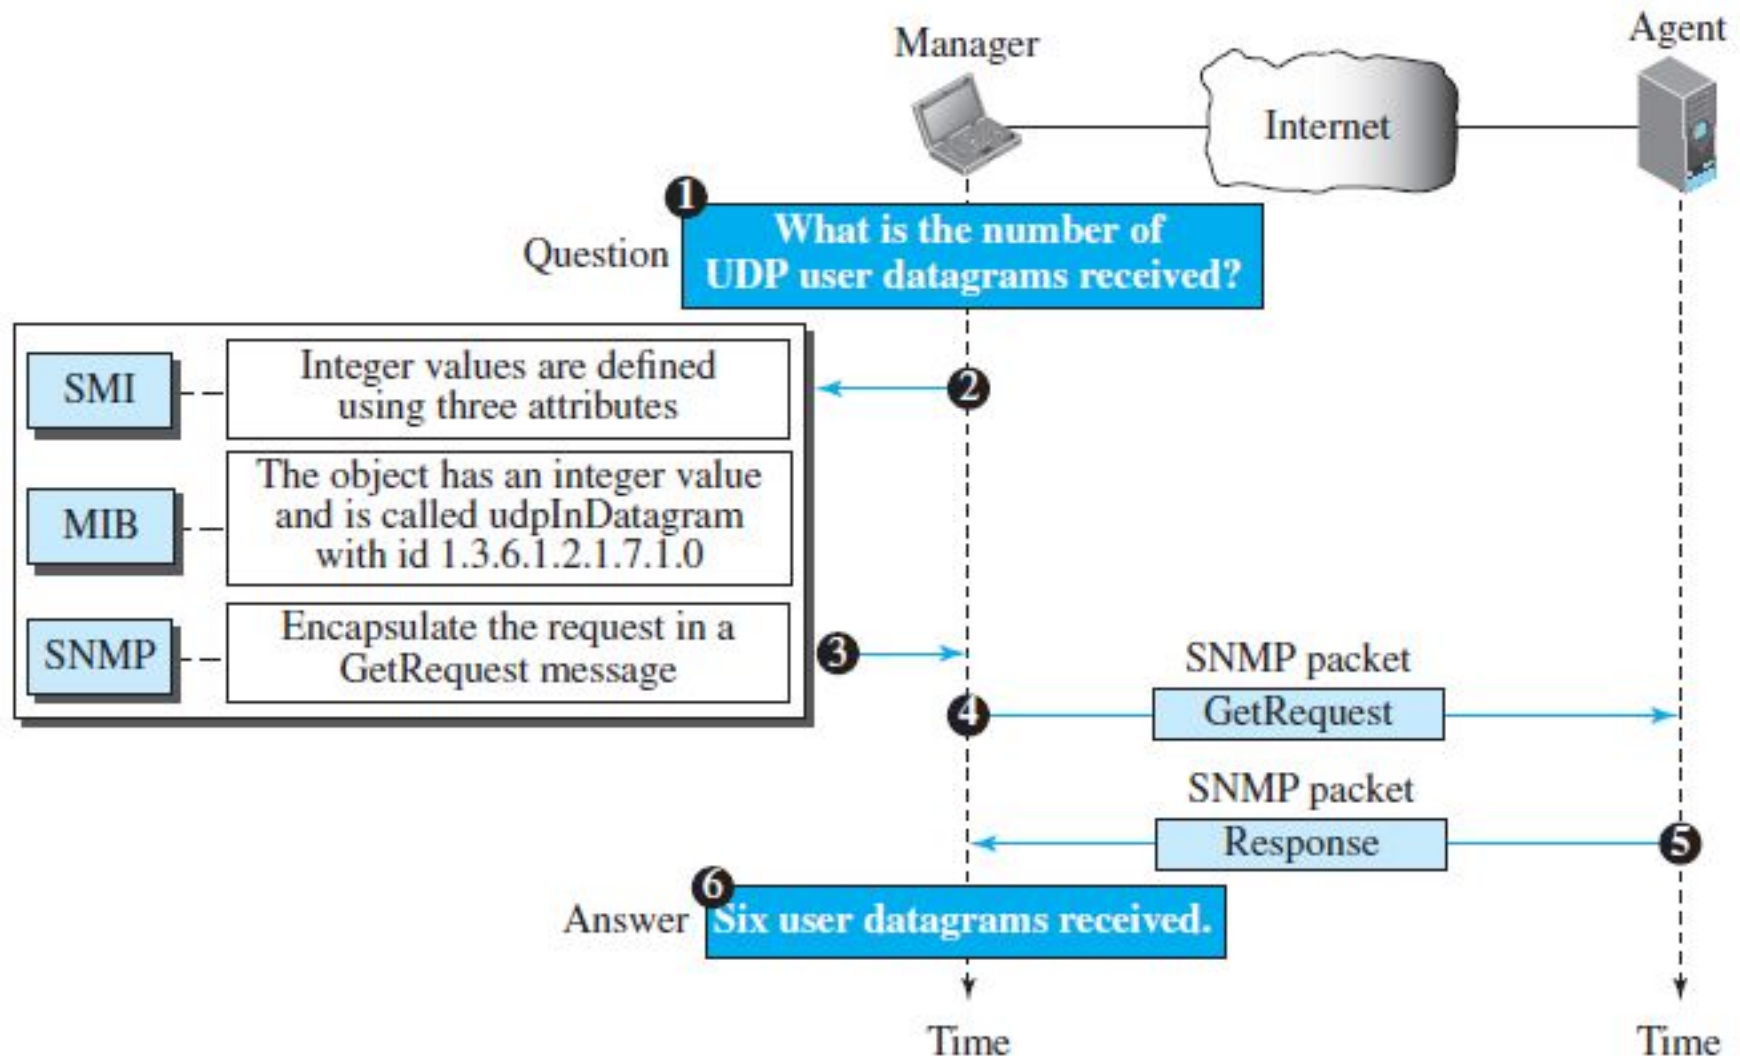 Manager
Agent
Internet
1
Question
What is the number of
UDP user datagrams received?
SMI
Integer values are defined
using three attributes
2
MIB
The object has an integer value
and is called udpInDatagram
with id 1.3.6.1.2.1.7.1.0
SNMP
Encapsulate the request in a
GetRequest message
3
SNMP packet
4
GetRequest
SNMP packet
Response
5
6
Answer
Six user datagrams received.
Time
Time